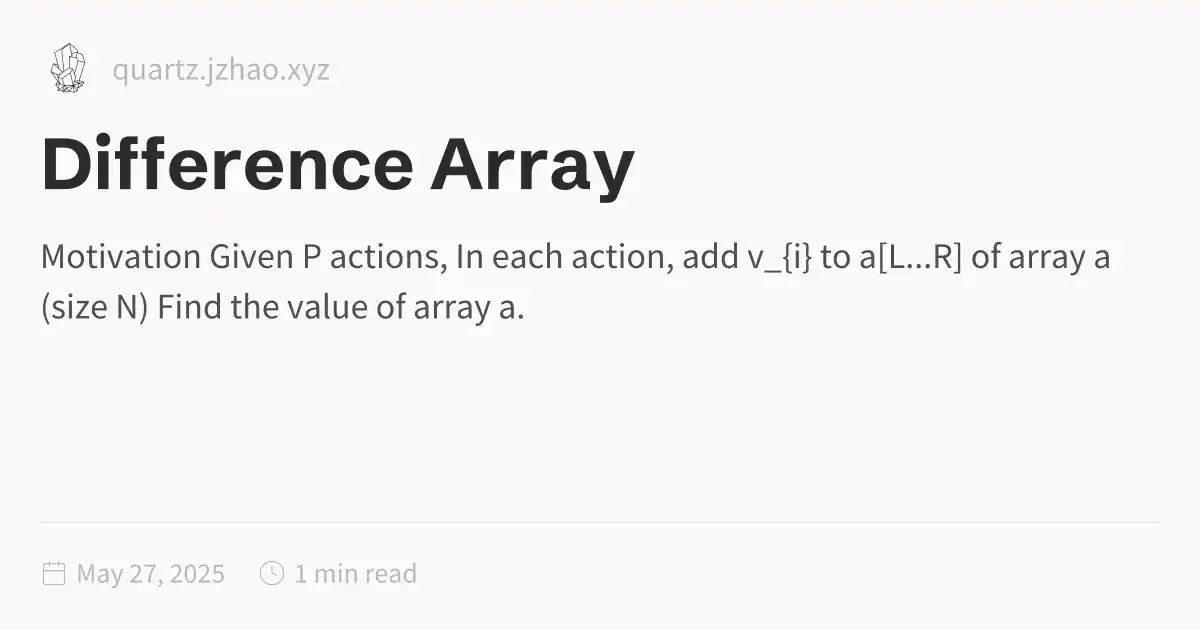 quartz.jzhao.xyz
Difference Array
Motivation Given P actions, In each action, add v_{i} to a[L...R] of array a
(size N) Find the value of array a.
May 27, 2025 1 min read